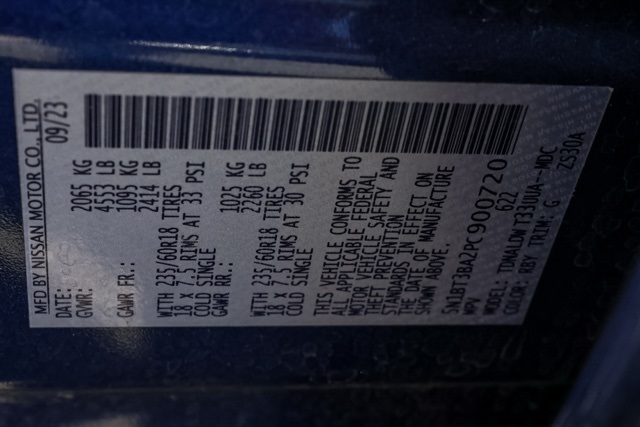 MFD BY NISSAN MOTOR CO., LTD.
DATE: 09/23
GVWR: 2065 KG
4553 LB
GAWR FR.: 1095 KG
2414 LB
WITH 235/60R18 TIRES
18 x 7.5 RIMS AT 33 PSI
COLD SINGLE
GAWR RR.: 1025 KG
2260 LB
WITH 235/60R18 TIRES
18 x 7.5 RIMS AT 30 PSI
COLD SINGLE
THIS VEHICLE CONFORMS TO
ALL APPLICABLE FEDERAL
MOTOR VEHICLE SAFETY AND
THEFT PREVENTION
STANDARDS IN EFFECT ON
THE DATE OF MANUFACTURE
SHOWN ABOVE.
5N1BT3BA2PC900720
MPV 622
MODEL: TDNALDW T33UUA--MDC
COLOR: RBY TRIM: G ZS30A